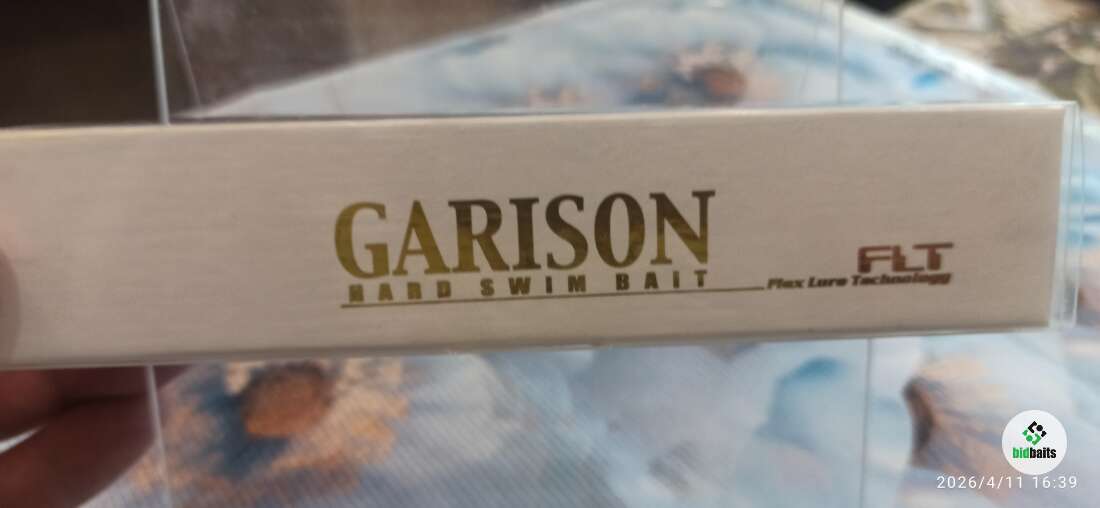 GARISON
HARD SWIM BAIT
FLT
Flex Lure Technology
bidbaits
2026/4/11 16:39